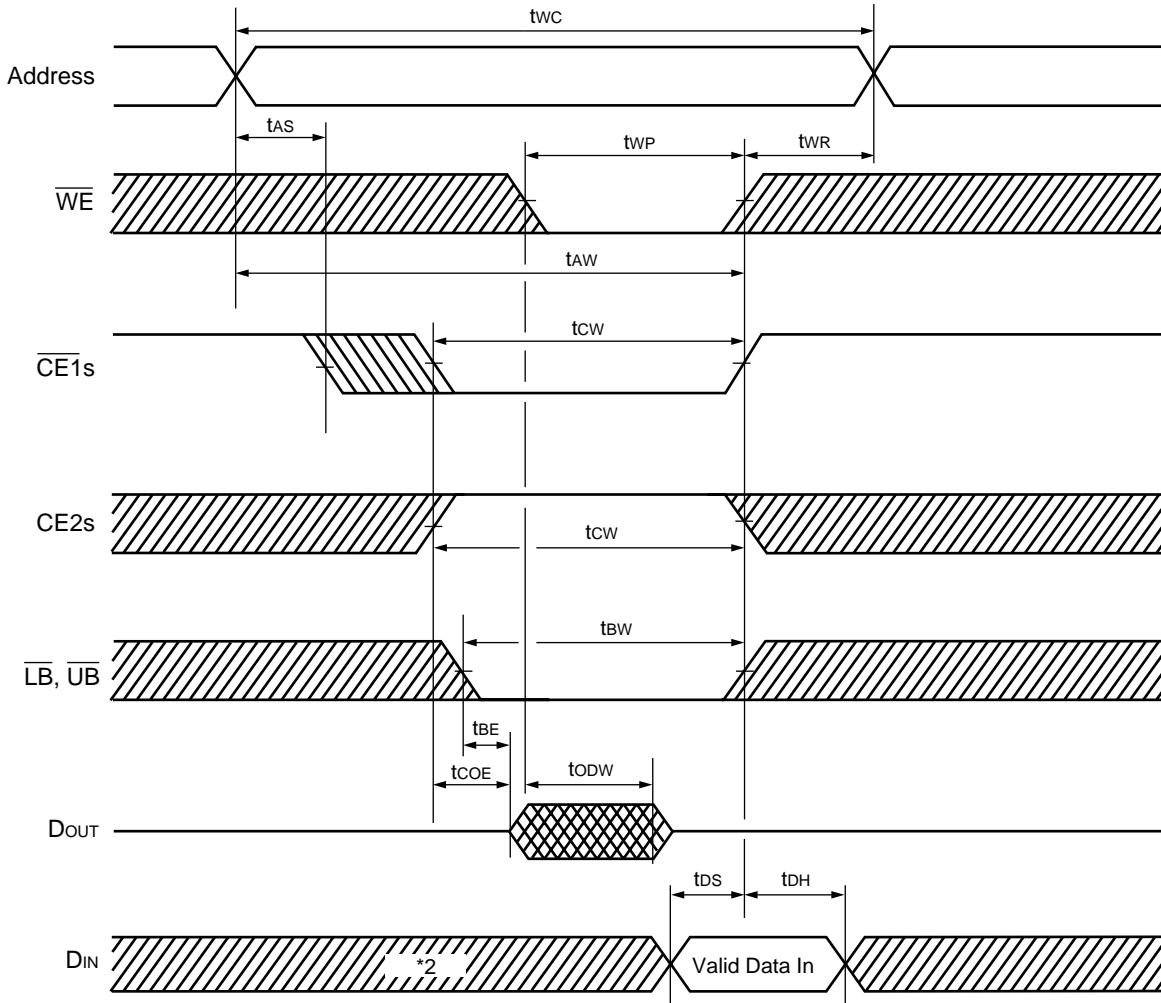 tWC
Address
tAS
tWP
tWR
WE
tAW
tCW
CE1s
CE2s
tCW
tBW
LB, UB
tBE
tCOE
tODW
DOUT
tDS
tDH
DIN
*2
Valid Data In